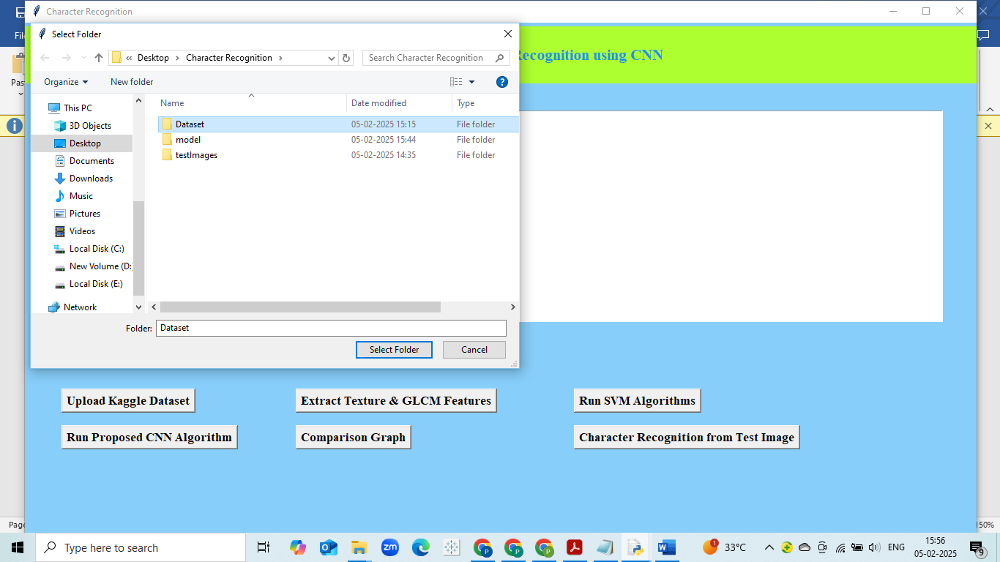 Character Recognition
Fil
Select Folder
Desktop
Character Recognition
Search Character Recognition
Recognition using CNN
Organize
New folder
Pas
Name
Date modified
Type
This PC
3D Objects
Desktop
Documents
Downloads
Music
Pictures
Videos
Local Disk (C:)
New Volume (D:
Local Disk (E:)
Network
Dataset 05-02-2025 15:15 File folder
model 05-02-2025 15:44 File folder
testImages 05-02-2025 14:35 File folder
Folder: Dataset
Select Folder
Cancel
Upload Kaggle Dataset
Extract Texture & GLCM Features
Run SVM Algorithms
Run Proposed CNN Algorithm
Comparison Graph
Character Recognition from Test Image
Page
150%
Type here to search
zm
P
P
P
1
33°C
ENG
15:56
05-02-2025
9